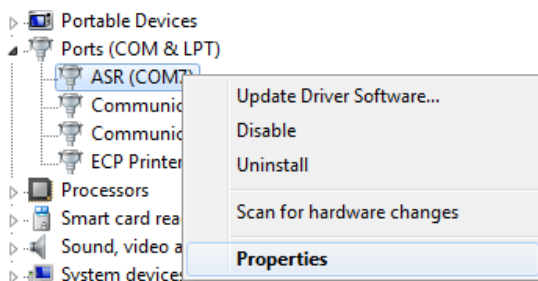 Portable Devices
Ports (COM & LPT)
ASR (COM7)
Communic
Communic
ECP Printer
Processors
Smart card rea
Sound, video a
System devices
Update Driver Software...
Disable
Uninstall
Scan for hardware changes
Properties